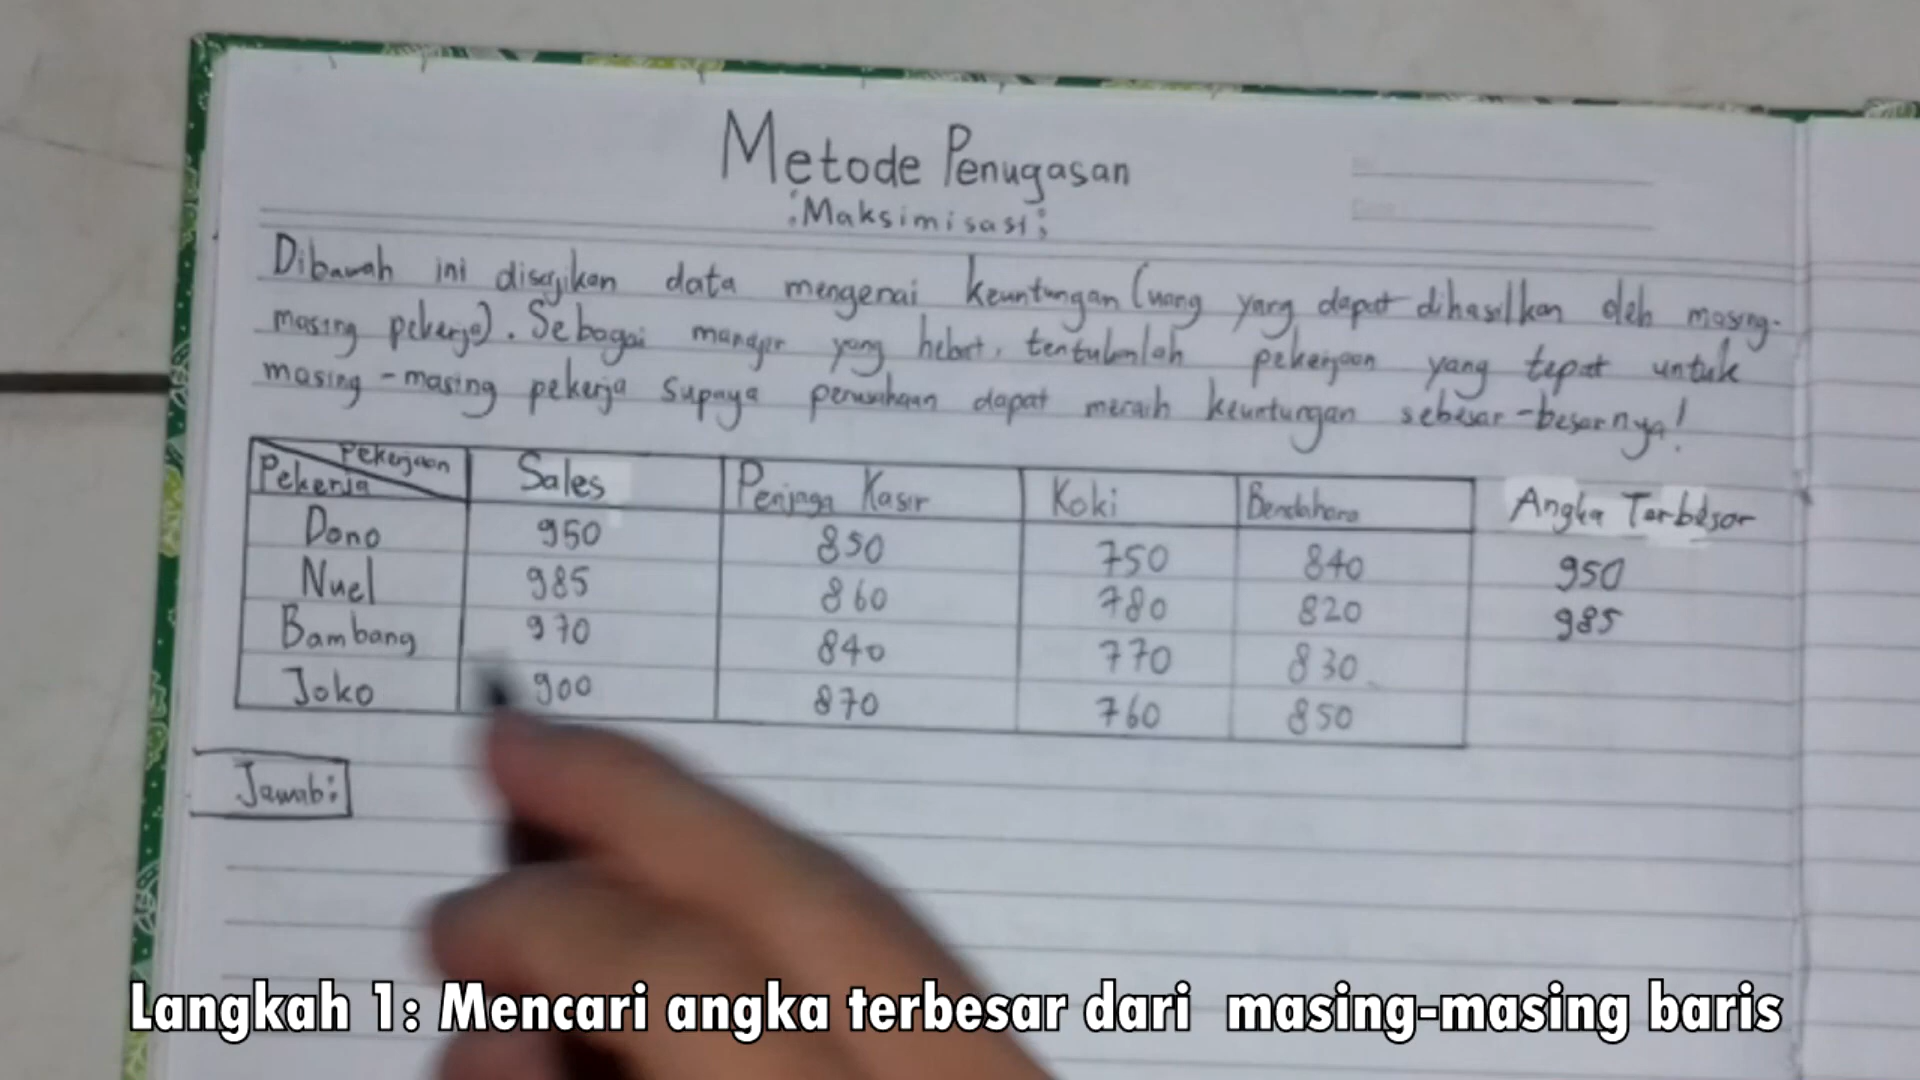 Metode Penugasan
:Maksimisasi:
Dibawah ini disajikan data mengenai keuntungan (uang yang dapat dihasilkan oleh masing-
masing pekerja). Sebagai manajer yang hebat, tentukanlah pekerjaan yang tepat untuk
masing-masing pekerja supaya perusahaan dapat meraih keuntungan sebesar-besarnya!
Pekerjaan
Pekerja Sales Penjaga Kasir Koki Bendahara Angka Terbesar
Dono 950 850 750 840 950
Nuel 985 860 780 820 985
Bambang 970 840 770 830
Joko 900 870 760 850
Jawab:
Langkah 1: Mencari angka terbesar dari masing-masing baris